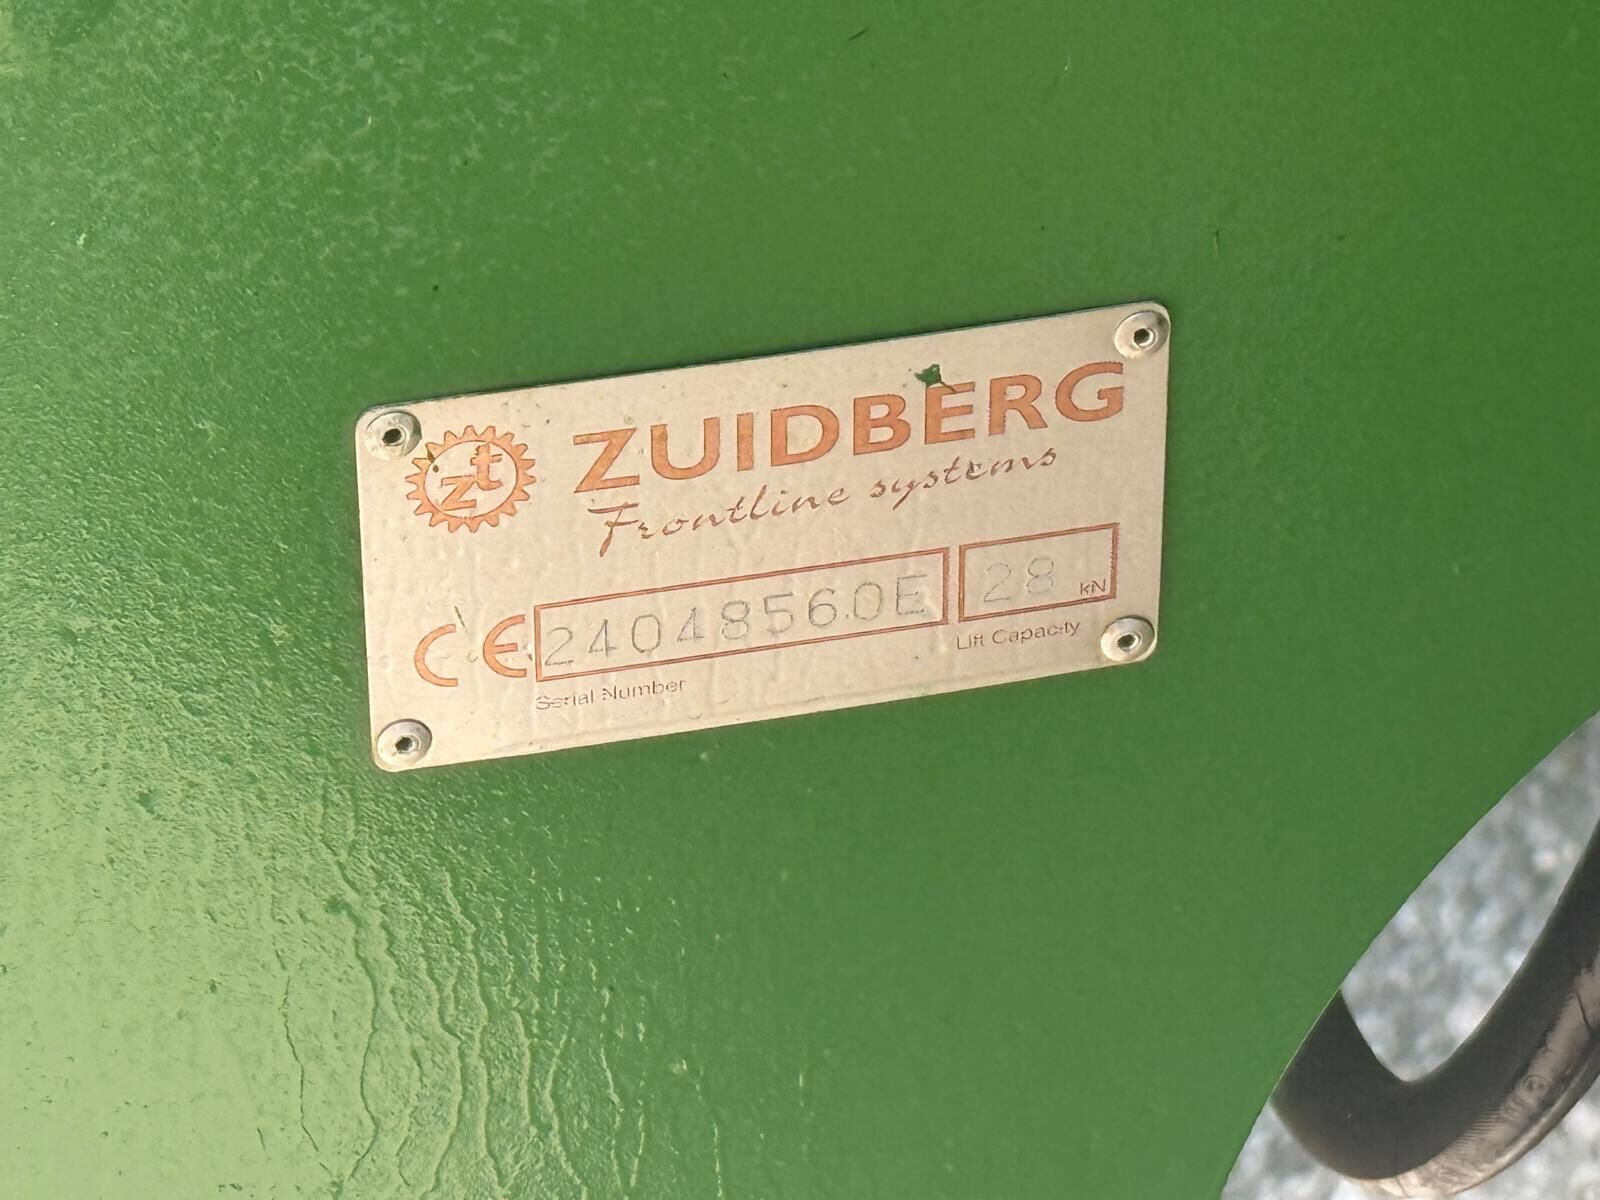 zt
ZUIDBERG
Frontline systems
CE 24048560E 28 kN
Serial Number Lift Capacity